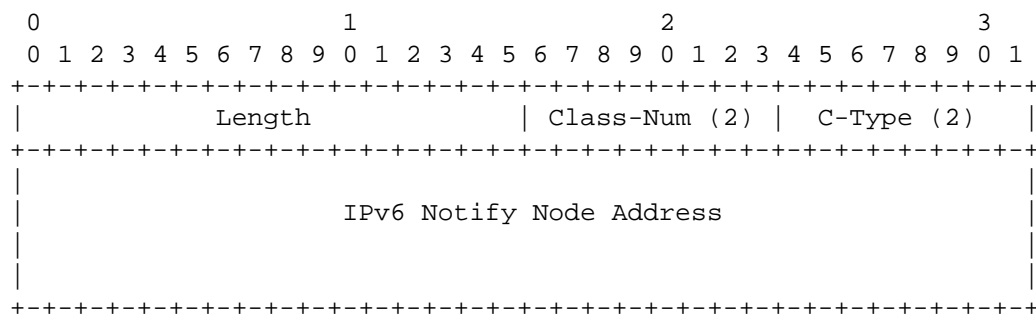 0                   1                   2                   3
 0 1 2 3 4 5 6 7 8 9 0 1 2 3 4 5 6 7 8 9 0 1 2 3 4 5 6 7 8 9 0 1
+-+-+-+-+-+-+-+-+-+-+-+-+-+-+-+-+-+-+-+-+-+-+-+-+-+-+-+-+-+-+-+-+
|            Length             | Class-Num (2) |  C-Type (2)   |
+-+-+-+-+-+-+-+-+-+-+-+-+-+-+-+-+-+-+-+-+-+-+-+-+-+-+-+-+-+-+-+-+
|                                                               |
|                    IPv6 Notify Node Address                   |
|                                                               |
|                                                               |
+-+-+-+-+-+-+-+-+-+-+-+-+-+-+-+-+-+-+-+-+-+-+-+-+-+-+-+-+-+-+-+-+